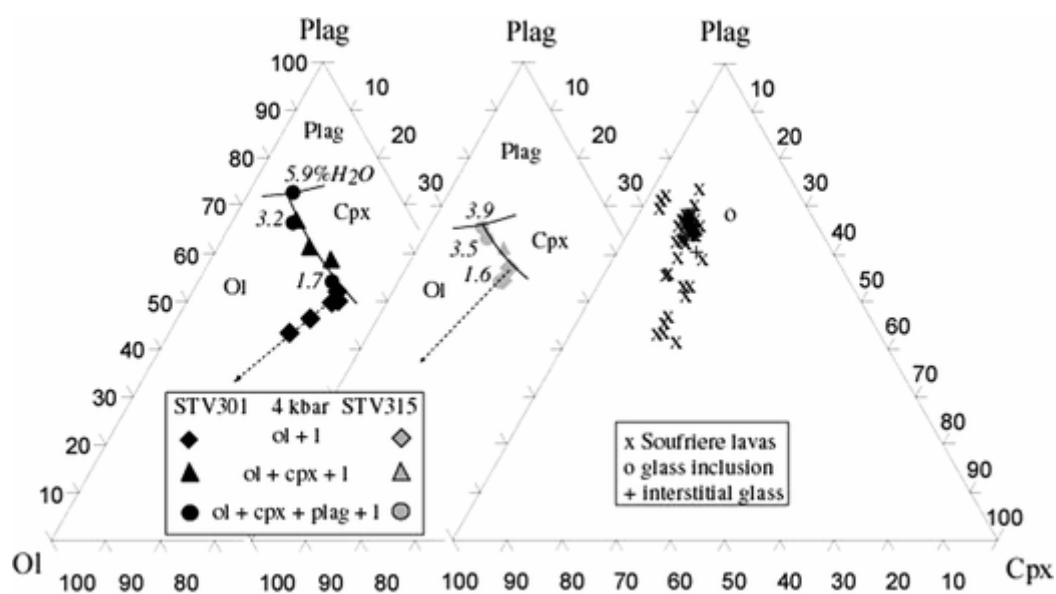 Plag Plag Plag
100 10 10 10
90
Plag
80 20 Plag 20 20
5.9%H2O
70 30 30 30
Cpx 3.9
3.2 o 40
60 3.5 Cpx
Ol 1.7 Ol 1.6 50
50
60
40
70
30 STV301 4 kbar STV315
ol + l x Soufriere lavas 80
20 ol + cpx + l o glass inclusion
+ interstitial glass 90
10 ol + cpx + plag + l
100
Ol Cpx
100 90 80 100 90 80 100 90 80 70 60 50 40 30 20 10